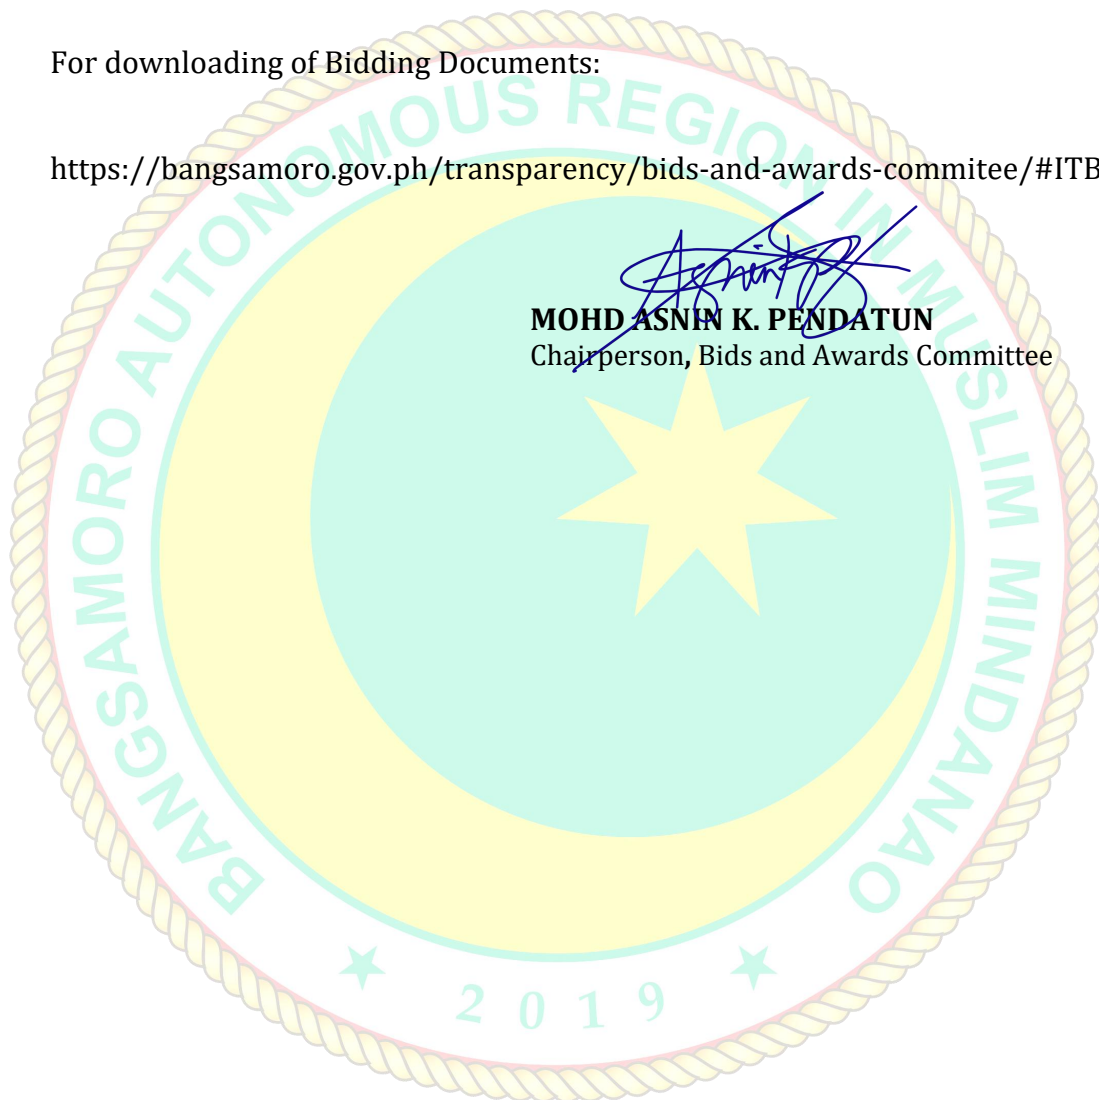 For downloading of Bidding Documents:
https://bangsamoro.gov.ph/transparency/bids-and-awards-commitee/#ITB
MOHD ASNIN K. PENDATUN
Chairperson, Bids and Awards Committee
BANGSAMORO AUTONOMOUS REGION IN MUSLIM MINDANAO
2019